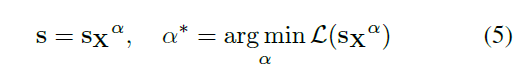 s = s_X^α, α* = arg min_α L(s_X^α) (5)